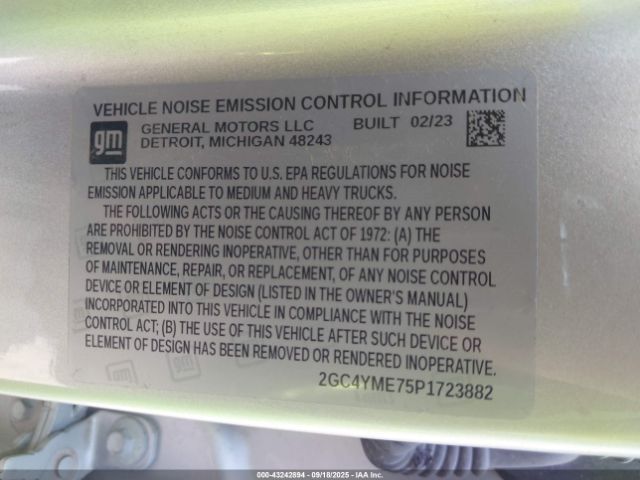 VEHICLE NOISE EMISSION CONTROL INFORMATION
gm
GENERAL MOTORS LLC BUILT 02/23
DETROIT, MICHIGAN 48243
THIS VEHICLE CONFORMS TO U.S. EPA REGULATIONS FOR NOISE
EMISSION APPLICABLE TO MEDIUM AND HEAVY TRUCKS.
THE FOLLOWING ACTS OR THE CAUSING THEREOF BY ANY PERSON
ARE PROHIBITED BY THE NOISE CONTROL ACT OF 1972: (A) THE
REMOVAL OR RENDERING INOPERATIVE, OTHER THAN FOR PURPOSES
OF MAINTENANCE, REPAIR, OR REPLACEMENT, OF ANY NOISE CONTROL
DEVICE OR ELEMENT OF DESIGN (LISTED IN THE OWNER'S MANUAL)
INCORPORATED INTO THIS VEHICLE IN COMPLIANCE WITH THE NOISE
CONTROL ACT; (B) THE USE OF THIS VEHICLE AFTER SUCH DEVICE OR
ELEMENT OF DESIGN HAS BEEN REMOVED OR RENDERED INOPERATIVE.
2GC4YME75P1723882
000-43242894 - 09/18/2025 - IAAI.COM